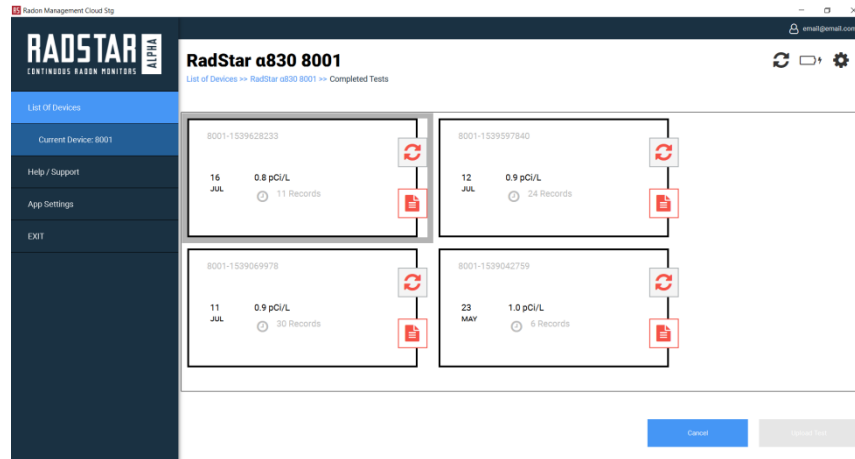 Radon Management Cloud Stg
email@email.com
RADSTAR ALPHA
CONTINUOUS RADON MONITORS
RadStar α830 8001
List of Devices >> RadStar α830 8001 >> Completed Tests
List Of Devices
Current Device: 8001
Help / Support
App Settings
EXIT
8001-1539628233
16 0.8 pCi/L
JUL 11 Records
8001-1539597840
12 0.9 pCi/L
JUL 24 Records
8001-1539069978
11 0.9 pCi/L
JUL 30 Records
8001-1539042759
23 1.0 pCi/L
MAY 6 Records
Cancel
Upload Test